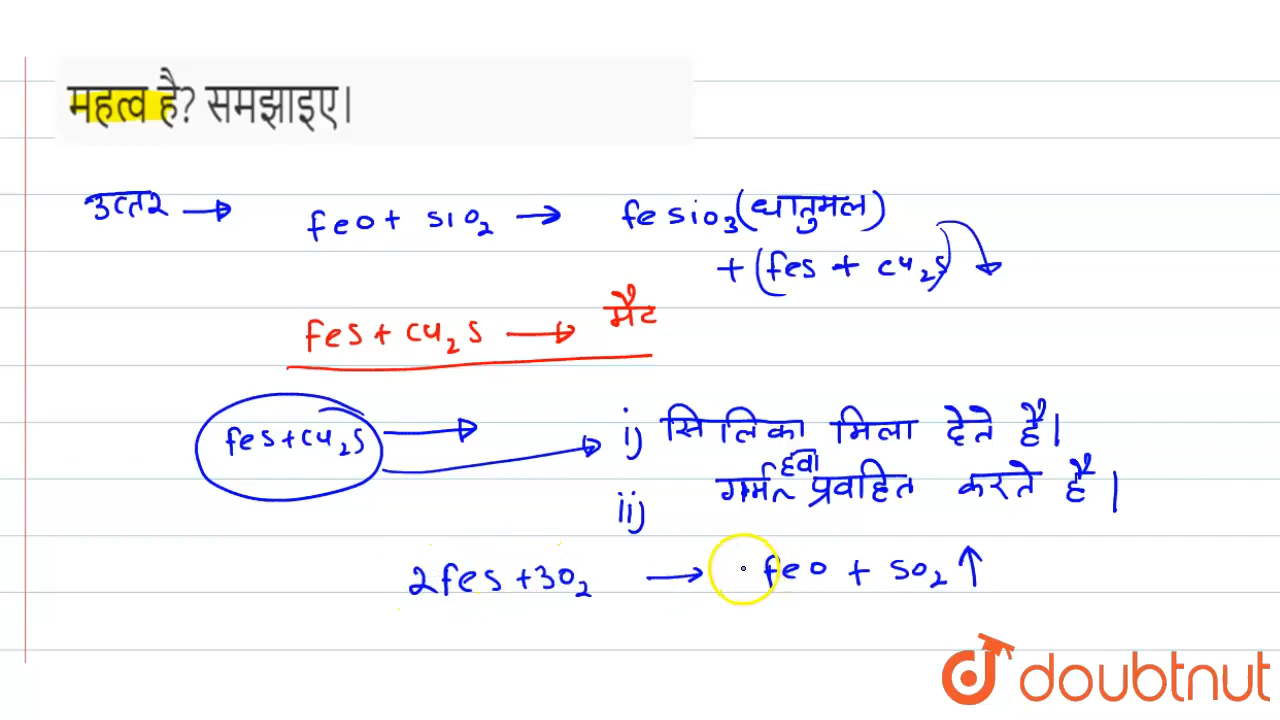 महत्व है? समझाइए।
उत्तर → feo + SiO₂ → fesio₃ (धातुमल)
+ (fes + cu₂s)
fes + cu₂s → मैट
fes + cu₂s → i) सिलिका मिला देते हैं।
ii) गर्म हवा प्रवहित करते हैं।
2fes + 3O₂ → feo + so₂ ↑
doubtnut